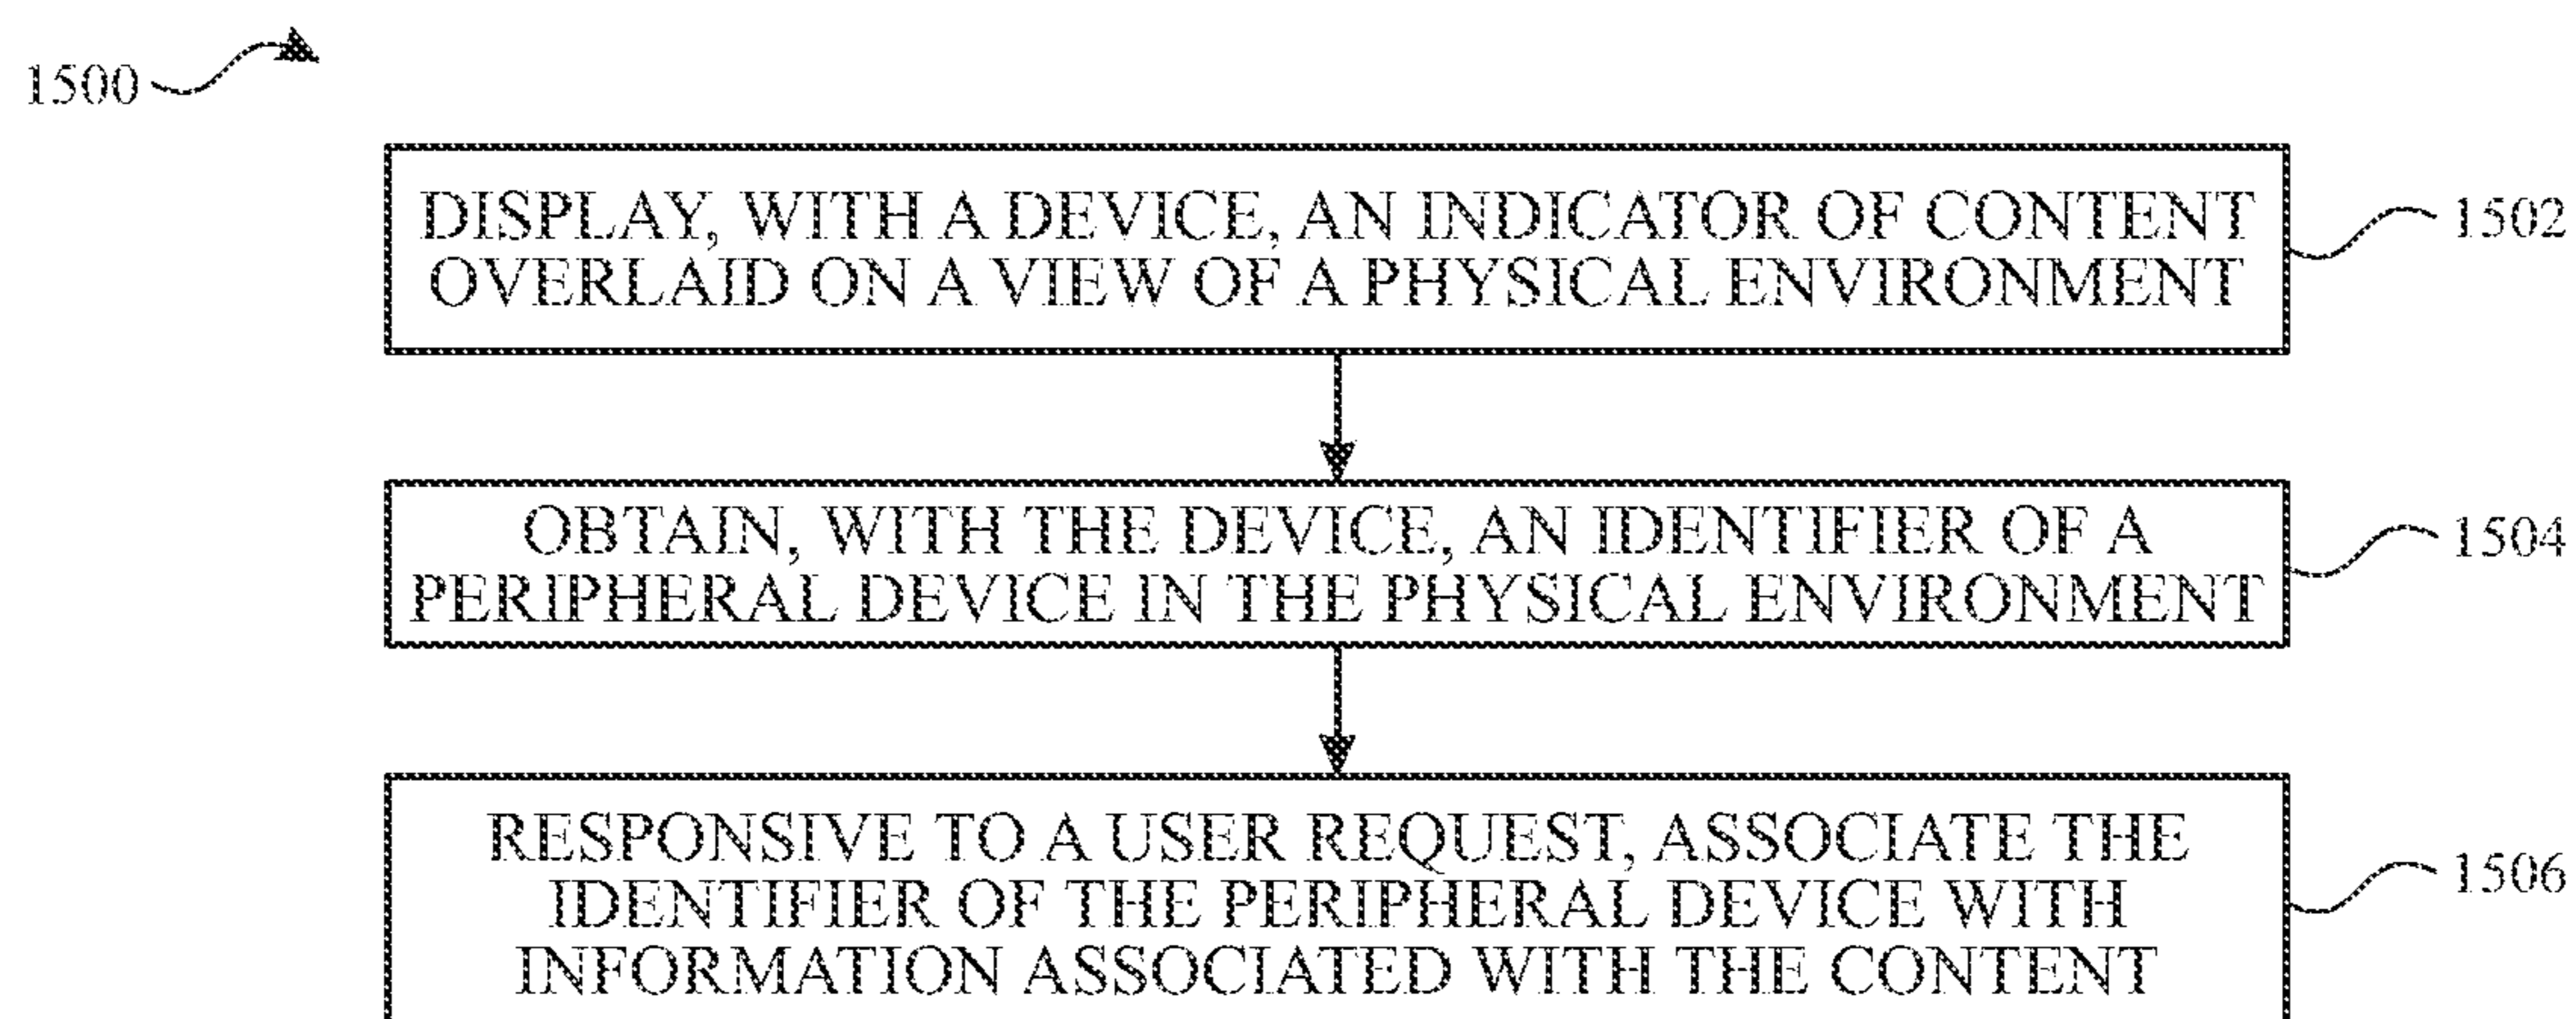 1500
DISPLAY, WITH A DEVICE, AN INDICATOR OF CONTENT
OVERLAID ON A VIEW OF A PHYSICAL ENVIRONMENT
1502
OBTAIN, WITH THE DEVICE, AN IDENTIFIER OF A
PERIPHERAL DEVICE IN THE PHYSICAL ENVIRONMENT
1504
RESPONSIVE TO A USER REQUEST, ASSOCIATE THE
IDENTIFIER OF THE PERIPHERAL DEVICE WITH
INFORMATION ASSOCIATED WITH THE CONTENT
1506